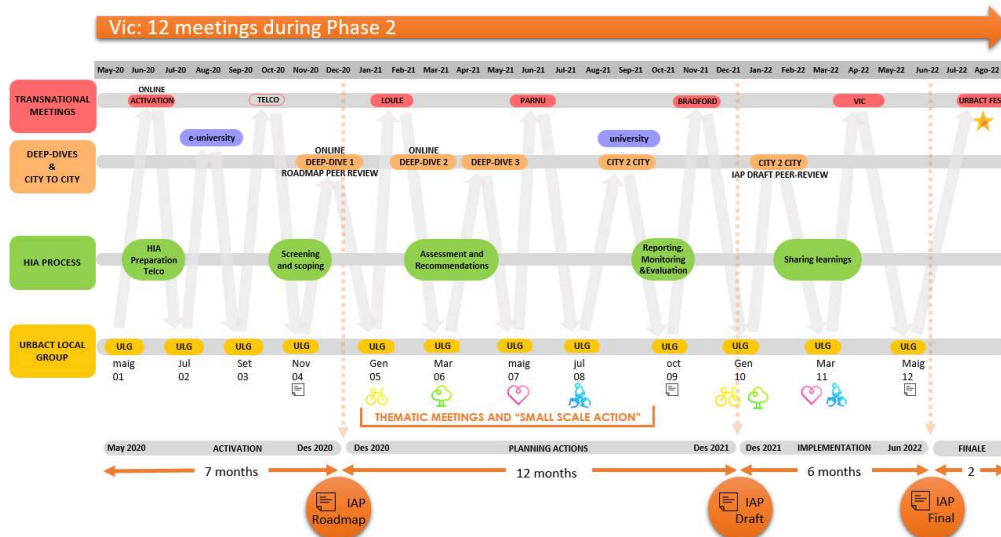 Vic: 12 meetings during Phase 2
May-20 Jun-20 Jul-20 Aug-20 Sep-20 Oct-20 Nov-20 Dec-20 Jan-21 Feb-21 Mar-21 Apr-21 May-21 Jun-21 Jul-21 Aug-21 Sep-21 Oct-21 Nov-21 Dec-21 Jan-22 Feb-22 Mar-22 Ap-22 May-22 Jun-22 Jul-22 Ago-22
TRANSNATIONAL
MEETINGS
ONLINE
ACTIVATION
TELCO
LOULE
PARNU
BRADFORD
VIC
URBACT FES
e-university
university
DEEP-DIVES
&
CITY TO CITY
ONLINE
DEEP-DIVE 1
ROADMAP PEER REVIEW
ONLINE
DEEP-DIVE 2
DEEP-DIVE 3
CITY 2 CITY
CITY 2 CITY
IAP DRAFT PEER-REVIEW
HIA PROCESS
HIA
Preparation
Telco
Screening
and scoping
Assessment and
Recommendations
Reporting,
Monitoring
&Evaluation
Sharing learnings
URBACT LOCAL
GROUP
ULG ULG ULG ULG ULG ULG ULG ULG ULG ULG ULG ULG
maig Jul Set Nov Gen Mar maig jul oct Gen Mar Maig
01 02 03 04 05 06 07 08 09 10 11 12
THEMATIC MEETINGS AND "SMALL SCALE ACTION"
May 2020 ACTIVATION Des 2020 Des 2020 PLANNING ACTIONS Des 2021 Des 2021 IMPLEMENTATION Jun 2022 FINALE
7 months 12 months 6 months 2
IAP
Roadmap
IAP
Draft
IAP
Final